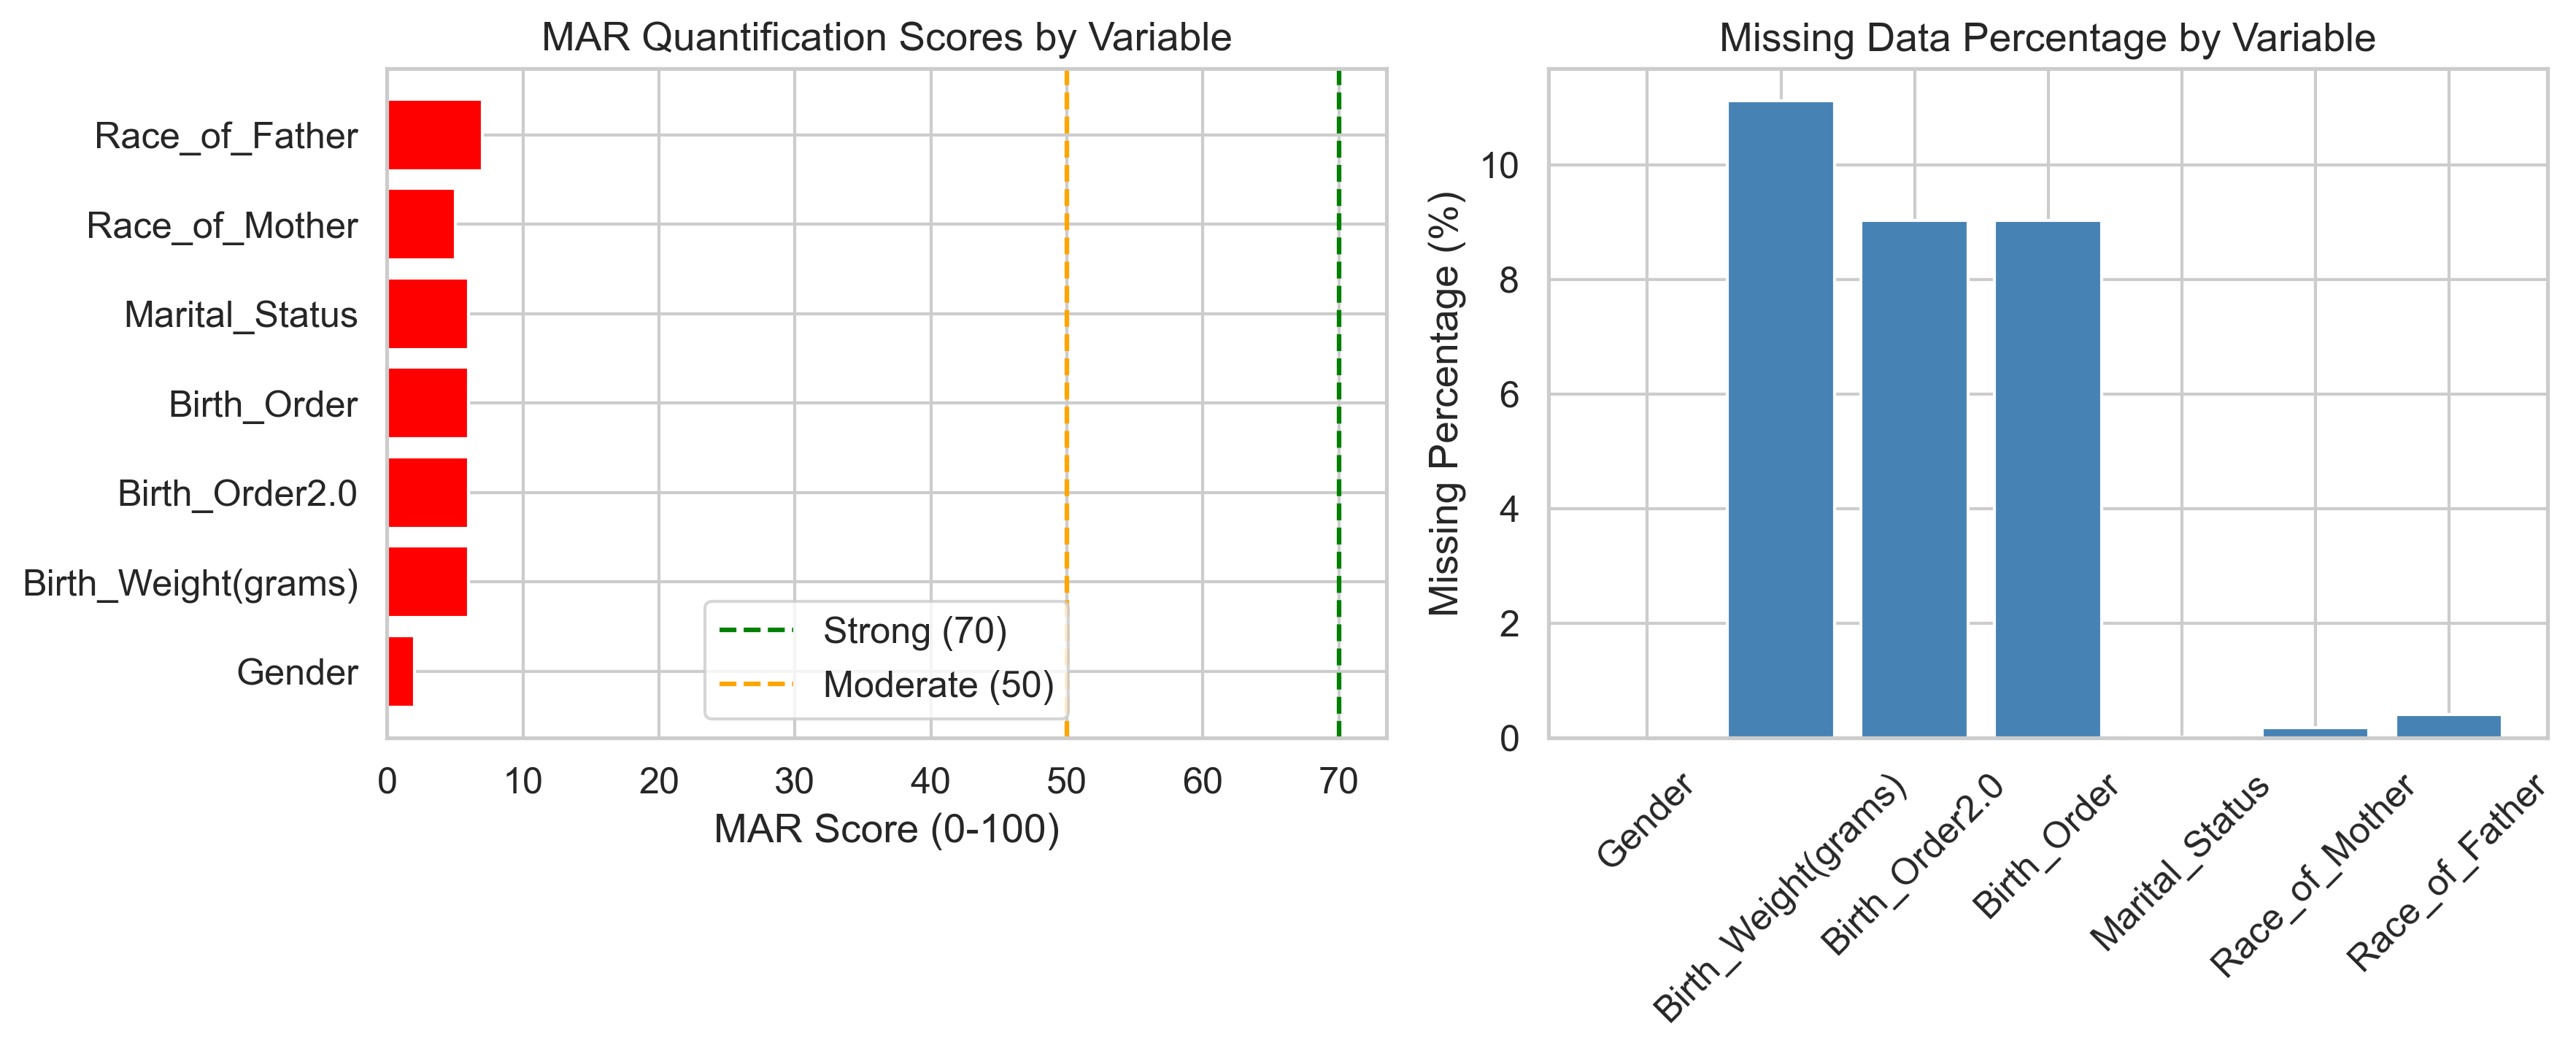 MAR Quantification Scores by Variable
Race_of_Father
Race_of_Mother
Marital_Status
Birth_Order
Birth_Order2.0
Birth_Weight(grams)
Gender
Strong (70)
Moderate (50)
0 10 20 30 40 50 60 70
MAR Score (0-100)
Missing Data Percentage by Variable
Missing Percentage (%)
10
8
6
4
2
0
Gender
Birth_Weight(grams)
Birth_Order2.0
Birth_Order
Marital_Status
Race_of_Mother
Race_of_Father